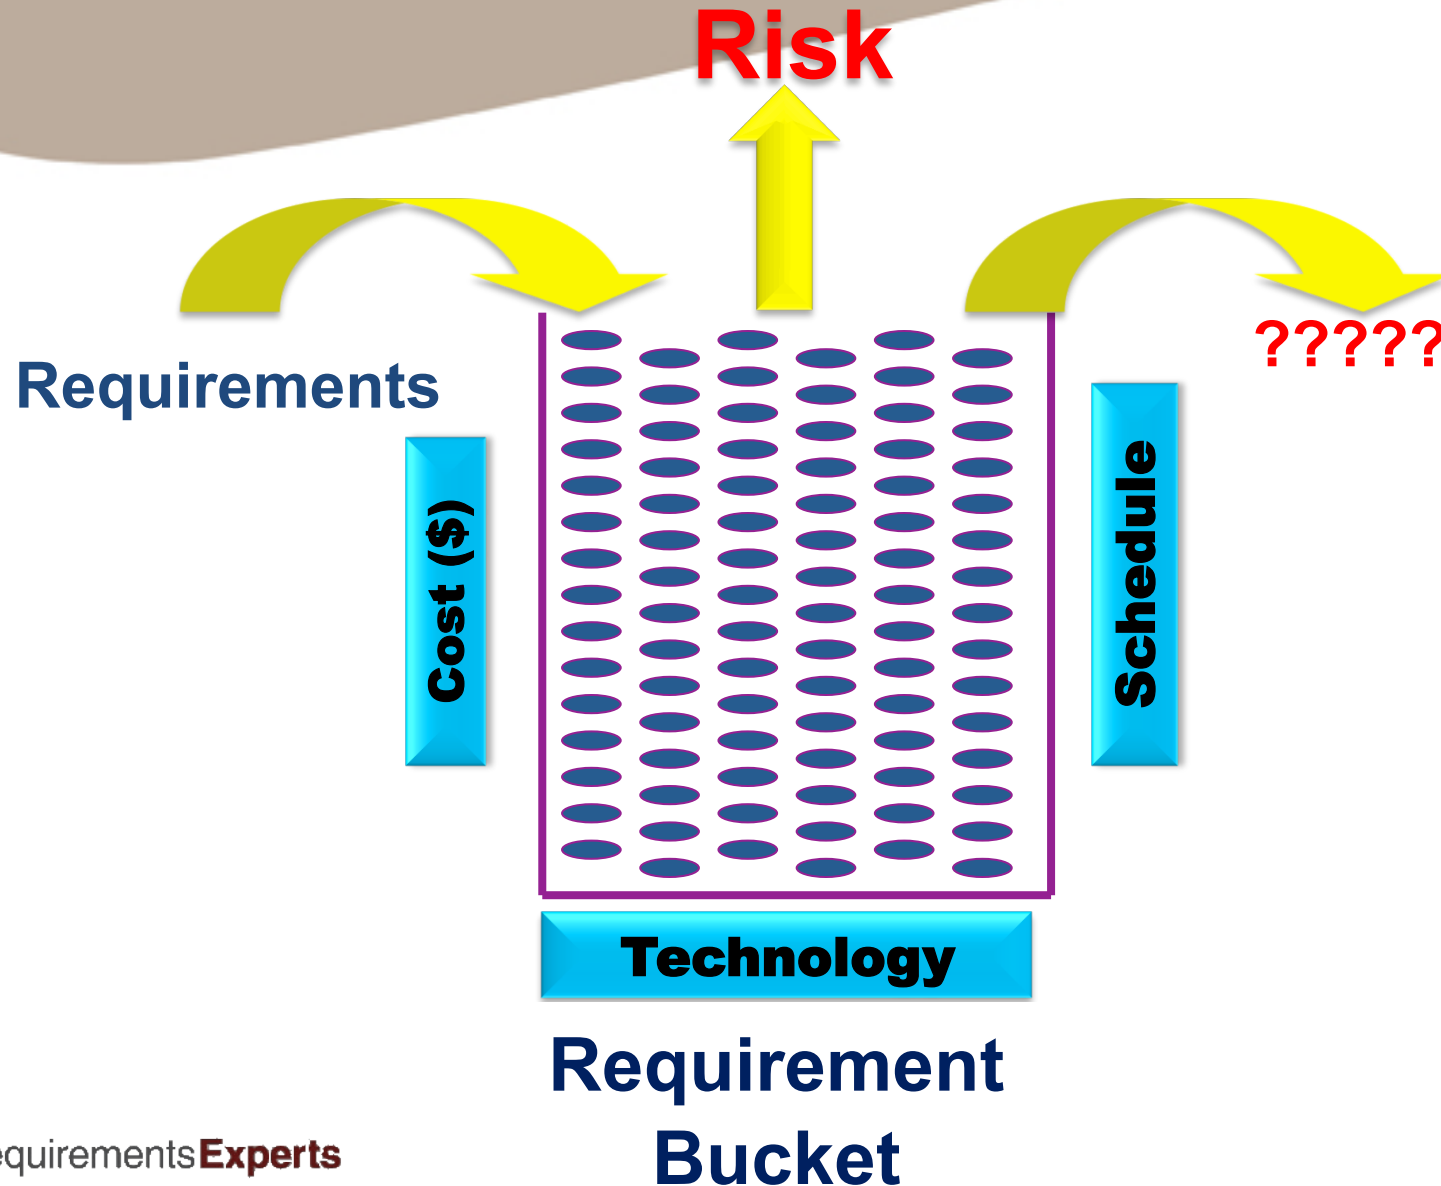 Risk
Requirements
?????
Cost ($)
Schedule
Technology
Requirement
Bucket
equirementsExperts